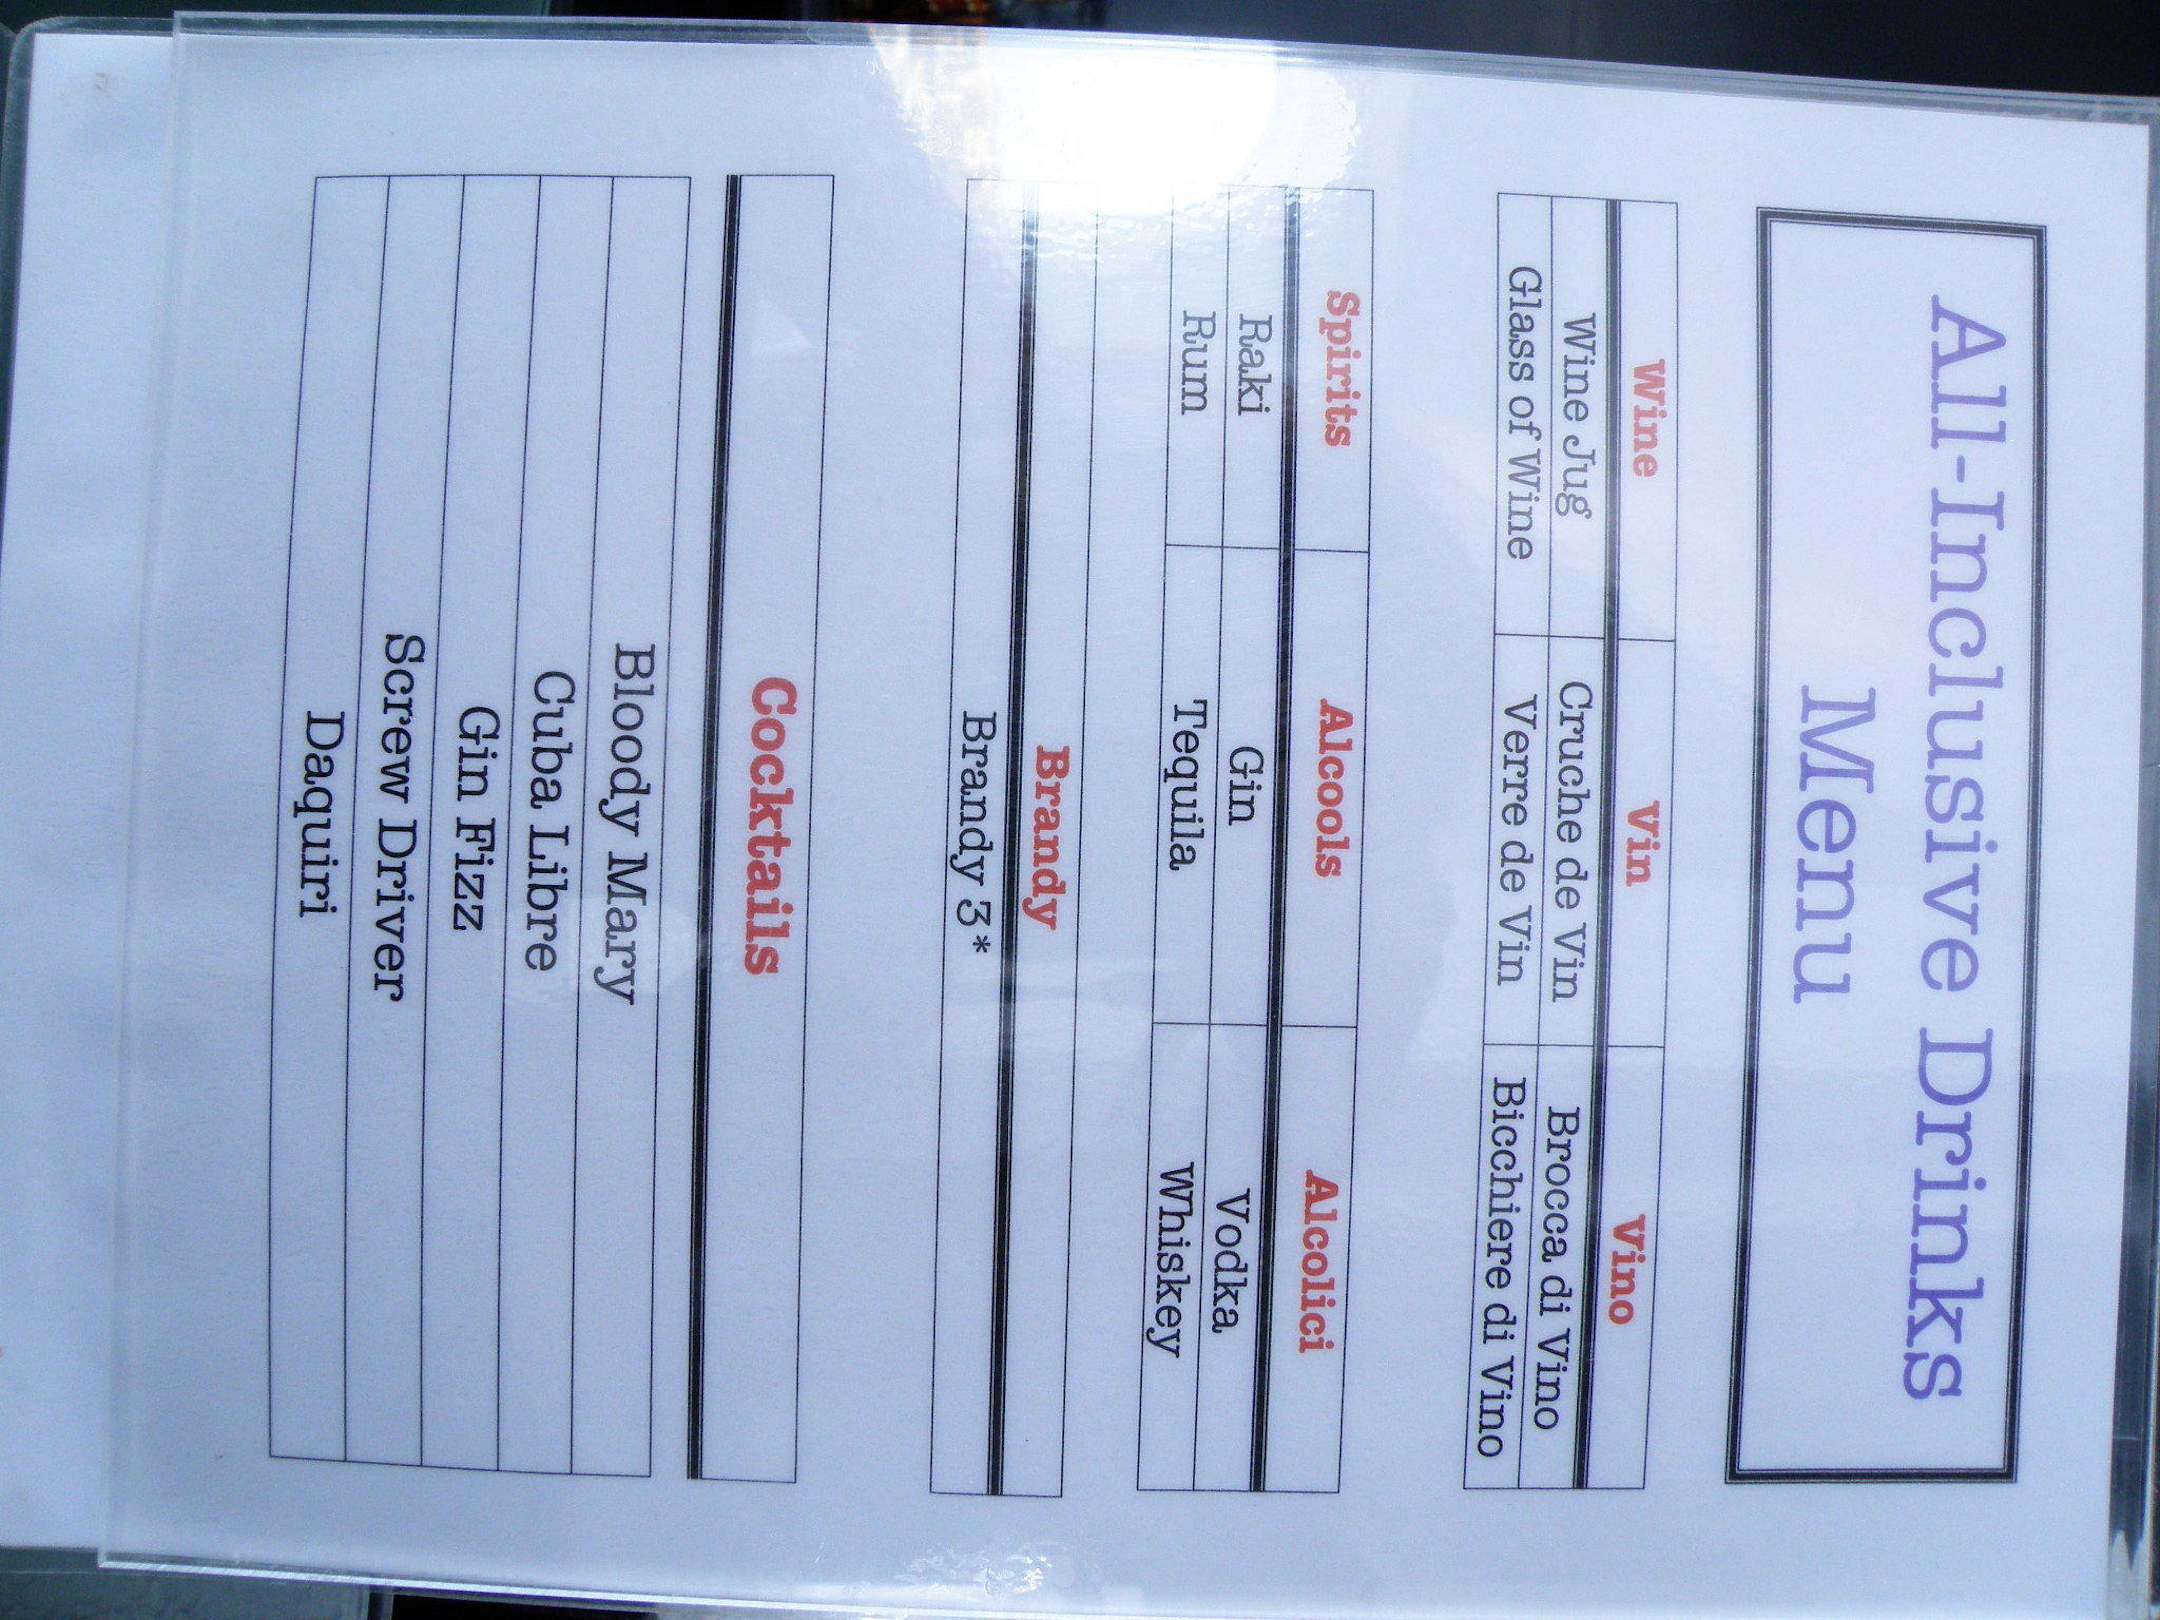 All-Inclusive Drinks
Menu
Wine Vin Vino
Wine Jug Cruche de Vin Brocca di Vino
Glass of Wine Verre de Vin Bicchiere di Vino
Spirits Alcools Alcolici
Raki Gin Vodka
Rum Tequila Whiskey
Brandy
Brandy 3*
Cocktails
Bloody Mary
Cuba Libre
Gin Fizz
Screw Driver
Daquiri